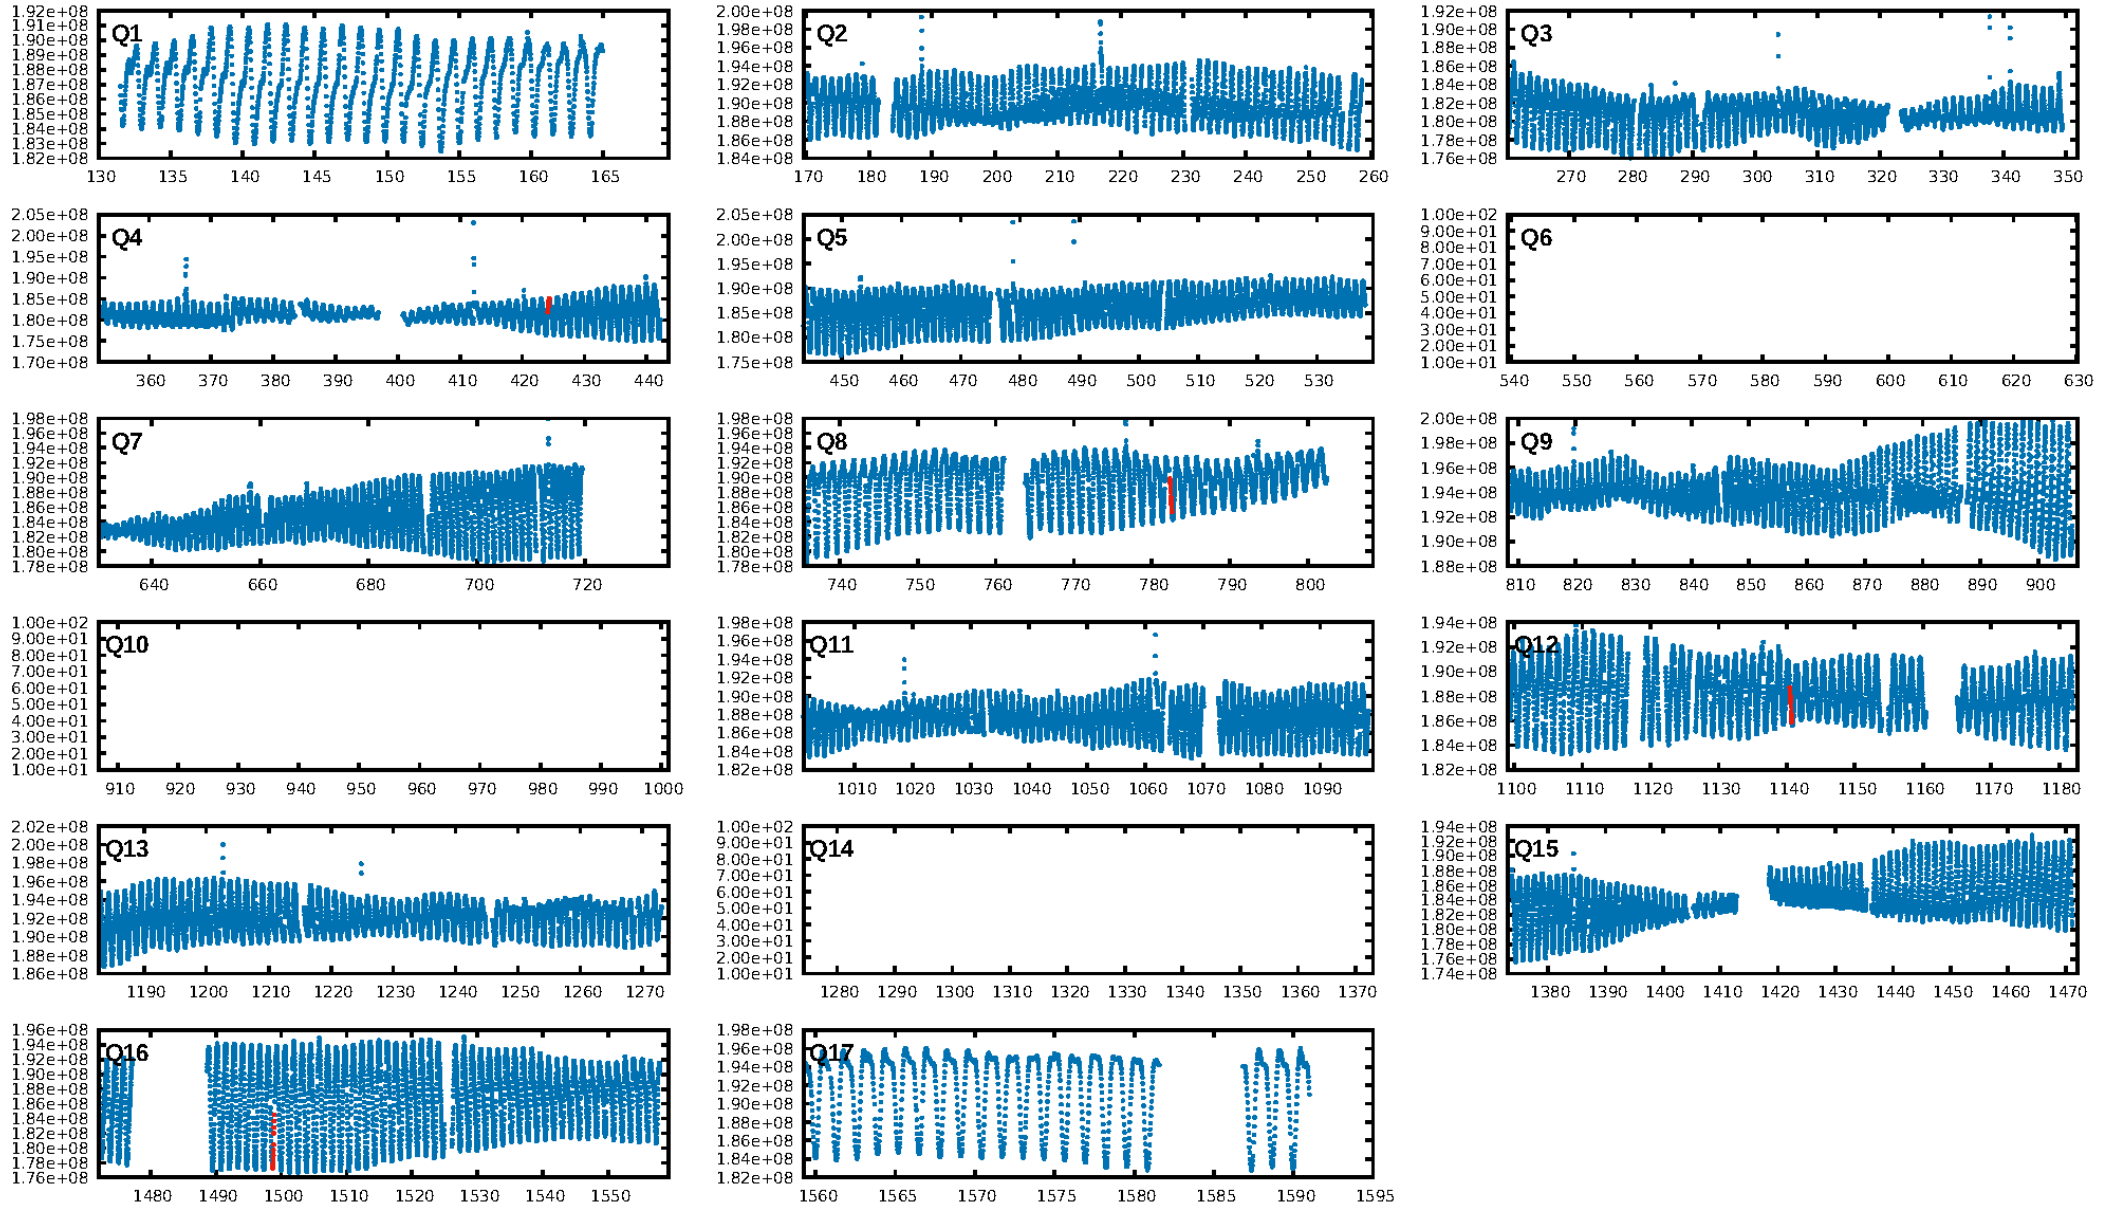 1.92e+08
1.91e+08
1.90e+08
1.89e+08
1.88e+08
1.87e+08
1.86e+08
1.85e+08
1.84e+08
1.83e+08
1.82e+08
Q1
130 135 140 145 150 155 160 165
2.00e+08
1.98e+08
1.96e+08
1.94e+08
1.92e+08
1.90e+08
1.88e+08
1.86e+08
1.84e+08
Q2
170 180 190 200 210 220 230 240 250 260
1.92e+08
1.90e+08
1.88e+08
1.86e+08
1.84e+08
1.82e+08
1.80e+08
1.78e+08
1.76e+08
Q3
270 280 290 300 310 320 330 340 350
2.05e+08
2.00e+08
1.95e+08
1.90e+08
1.85e+08
1.80e+08
1.75e+08
1.70e+08
Q4
360 370 380 390 400 410 420 430 440
2.05e+08
2.00e+08
1.95e+08
1.90e+08
1.85e+08
1.80e+08
1.75e+08
Q5
450 460 470 480 490 500 510 520 530
1.00e+02
9.00e+01
8.00e+01
7.00e+01
6.00e+01
5.00e+01
4.00e+01
3.00e+01
2.00e+01
1.00e+01
Q6
540 550 560 570 580 590 600 610 620 630
1.98e+08
1.96e+08
1.94e+08
1.92e+08
1.90e+08
1.88e+08
1.86e+08
1.84e+08
1.82e+08
1.80e+08
1.78e+08
Q7
640 660 680 700 720
1.98e+08
1.96e+08
1.94e+08
1.92e+08
1.90e+08
1.88e+08
1.86e+08
1.84e+08
1.82e+08
1.80e+08
1.78e+08
Q8
740 750 760 770 780 790 800
2.00e+08
1.98e+08
1.96e+08
1.94e+08
1.92e+08
1.90e+08
1.88e+08
Q9
810 820 830 840 850 860 870 880 890 900
1.00e+02
9.00e+01
8.00e+01
7.00e+01
6.00e+01
5.00e+01
4.00e+01
3.00e+01
2.00e+01
1.00e+01
Q10
910 920 930 940 950 960 970 980 990 1000
1.98e+08
1.96e+08
1.94e+08
1.92e+08
1.90e+08
1.88e+08
1.86e+08
1.84e+08
1.82e+08
Q11
1010 1020 1030 1040 1050 1060 1070 1080 1090
1.94e+08
1.92e+08
1.90e+08
1.88e+08
1.86e+08
1.84e+08
1.82e+08
Q12
1100 1110 1120 1130 1140 1150 1160 1170 1180
2.02e+08
2.00e+08
1.98e+08
1.96e+08
1.94e+08
1.92e+08
1.90e+08
1.88e+08
1.86e+08
Q13
1190 1200 1210 1220 1230 1240 1250 1260 1270
1.00e+02
9.00e+01
8.00e+01
7.00e+01
6.00e+01
5.00e+01
4.00e+01
3.00e+01
2.00e+01
1.00e+01
Q14
1280 1290 1300 1310 1320 1330 1340 1350 1360 1370
1.94e+08
1.92e+08
1.90e+08
1.88e+08
1.86e+08
1.84e+08
1.82e+08
1.80e+08
1.78e+08
1.76e+08
1.74e+08
Q15
1380 1390 1400 1410 1420 1430 1440 1450 1460 1470
1.96e+08
1.94e+08
1.92e+08
1.90e+08
1.88e+08
1.86e+08
1.84e+08
1.82e+08
1.80e+08
1.78e+08
1.76e+08
Q16
1480 1490 1500 1510 1520 1530 1540 1550
1.98e+08
1.96e+08
1.94e+08
1.92e+08
1.90e+08
1.88e+08
1.86e+08
1.84e+08
1.82e+08
Q17
1560 1565 1570 1575 1580 1585 1590 1595